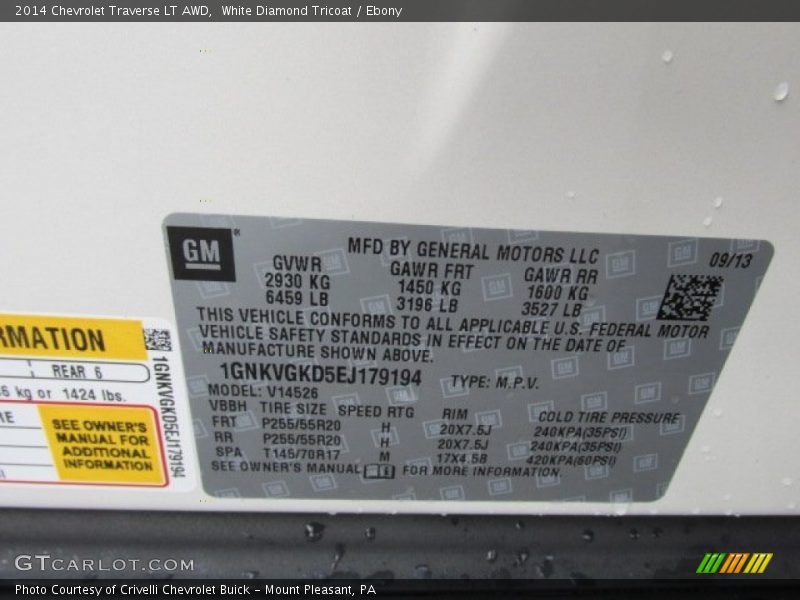 2014 Chevrolet Traverse LT AWD, White Diamond Tricoat / Ebony
GM
MFD BY GENERAL MOTORS LLC
09/13
GVWR GAWR FRT GAWR RR
2930 KG 1450 KG 1600 KG
6459 LB 3196 LB 3527 LB
THIS VEHICLE CONFORMS TO ALL APPLICABLE U.S. FEDERAL MOTOR
VEHICLE SAFETY STANDARDS IN EFFECT ON THE DATE OF
MANUFACTURE SHOWN ABOVE.
1GNKVGKD5EJ179194 TYPE: M.P.V.
MODEL: V14526
VBBH TIRE SIZE SPEED RTG RIM COLD TIRE PRESSURE
FRT P255/55R20 H 20X7.5J 240KPA(35PSI)
RR P255/55R20 H 20X7.5J 240KPA(35PSI)
SPA T145/70R17 M 17X4.5B 420KPA(60PSI)
SEE OWNER'S MANUAL FOR MORE INFORMATION.
RMATION
REAR 6
6 kg or 1424 lbs.
SEE OWNER'S
MANUAL FOR
ADDITIONAL
INFORMATION
1GNKVGKD5EJ179194
GTCARLOT.COM
Photo Courtesy of Crivelli Chevrolet Buick - Mount Pleasant, PA